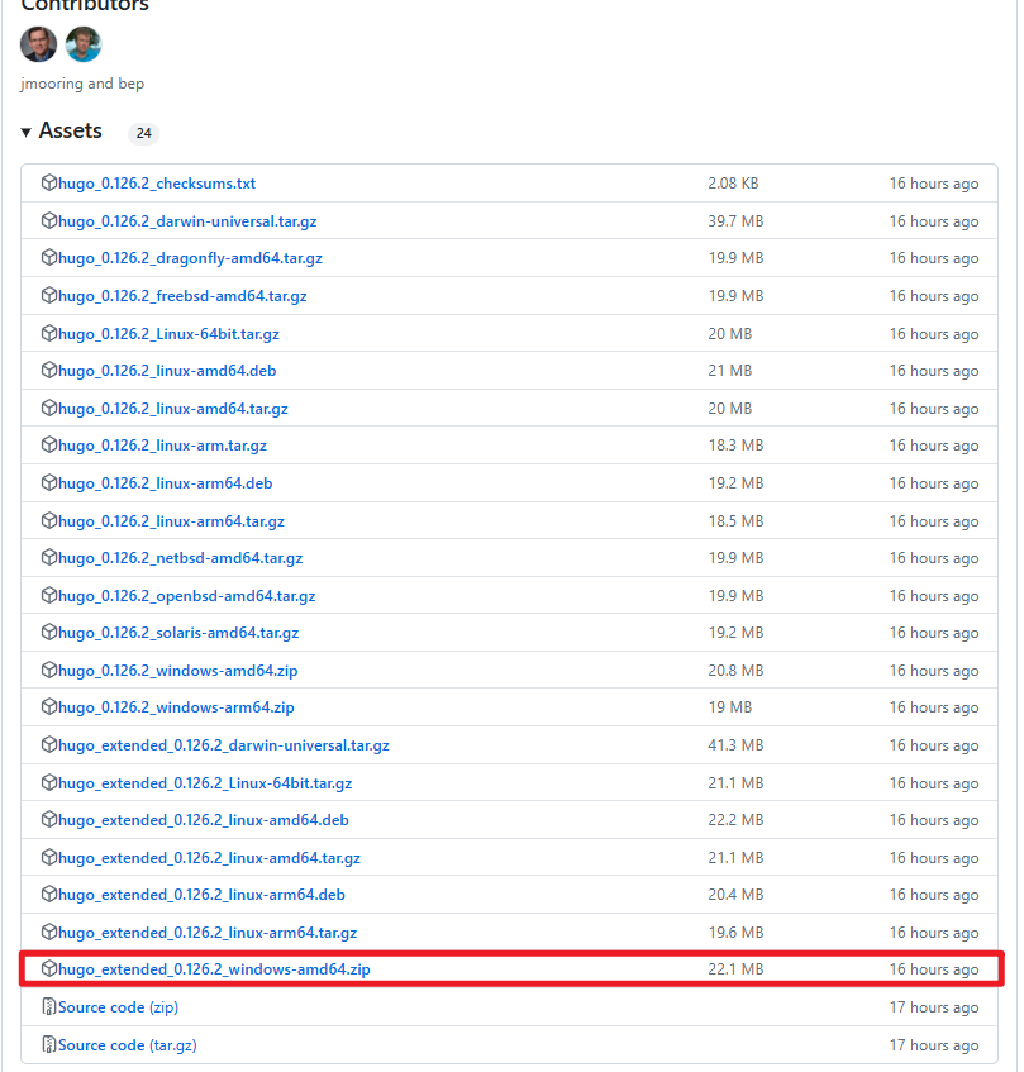 Contributors
jmooring and bep
Assets 24
hugo_0.126.2_checksums.txt 2.08 KB 16 hours ago
hugo_0.126.2_darwin-universal.tar.gz 39.7 MB 16 hours ago
hugo_0.126.2_dragonfly-amd64.tar.gz 19.9 MB 16 hours ago
hugo_0.126.2_freebsd-amd64.tar.gz 19.9 MB 16 hours ago
hugo_0.126.2_Linux-64bit.tar.gz 20 MB 16 hours ago
hugo_0.126.2_linux-amd64.deb 21 MB 16 hours ago
hugo_0.126.2_linux-amd64.tar.gz 20 MB 16 hours ago
hugo_0.126.2_linux-arm.tar.gz 18.3 MB 16 hours ago
hugo_0.126.2_linux-arm64.deb 19.2 MB 16 hours ago
hugo_0.126.2_linux-arm64.tar.gz 18.5 MB 16 hours ago
hugo_0.126.2_netbsd-amd64.tar.gz 19.9 MB 16 hours ago
hugo_0.126.2_openbsd-amd64.tar.gz 19.9 MB 16 hours ago
hugo_0.126.2_solaris-amd64.tar.gz 19.2 MB 16 hours ago
hugo_0.126.2_windows-amd64.zip 20.8 MB 16 hours ago
hugo_0.126.2_windows-arm64.zip 19 MB 16 hours ago
hugo_extended_0.126.2_darwin-universal.tar.gz 41.3 MB 16 hours ago
hugo_extended_0.126.2_Linux-64bit.tar.gz 21.1 MB 16 hours ago
hugo_extended_0.126.2_linux-amd64.deb 22.2 MB 16 hours ago
hugo_extended_0.126.2_linux-amd64.tar.gz 21.1 MB 16 hours ago
hugo_extended_0.126.2_linux-arm64.deb 20.4 MB 16 hours ago
hugo_extended_0.126.2_linux-arm64.tar.gz 19.6 MB 16 hours ago
hugo_extended_0.126.2_windows-amd64.zip 22.1 MB 16 hours ago
Source code (zip) 17 hours ago
Source code (tar.gz) 17 hours ago